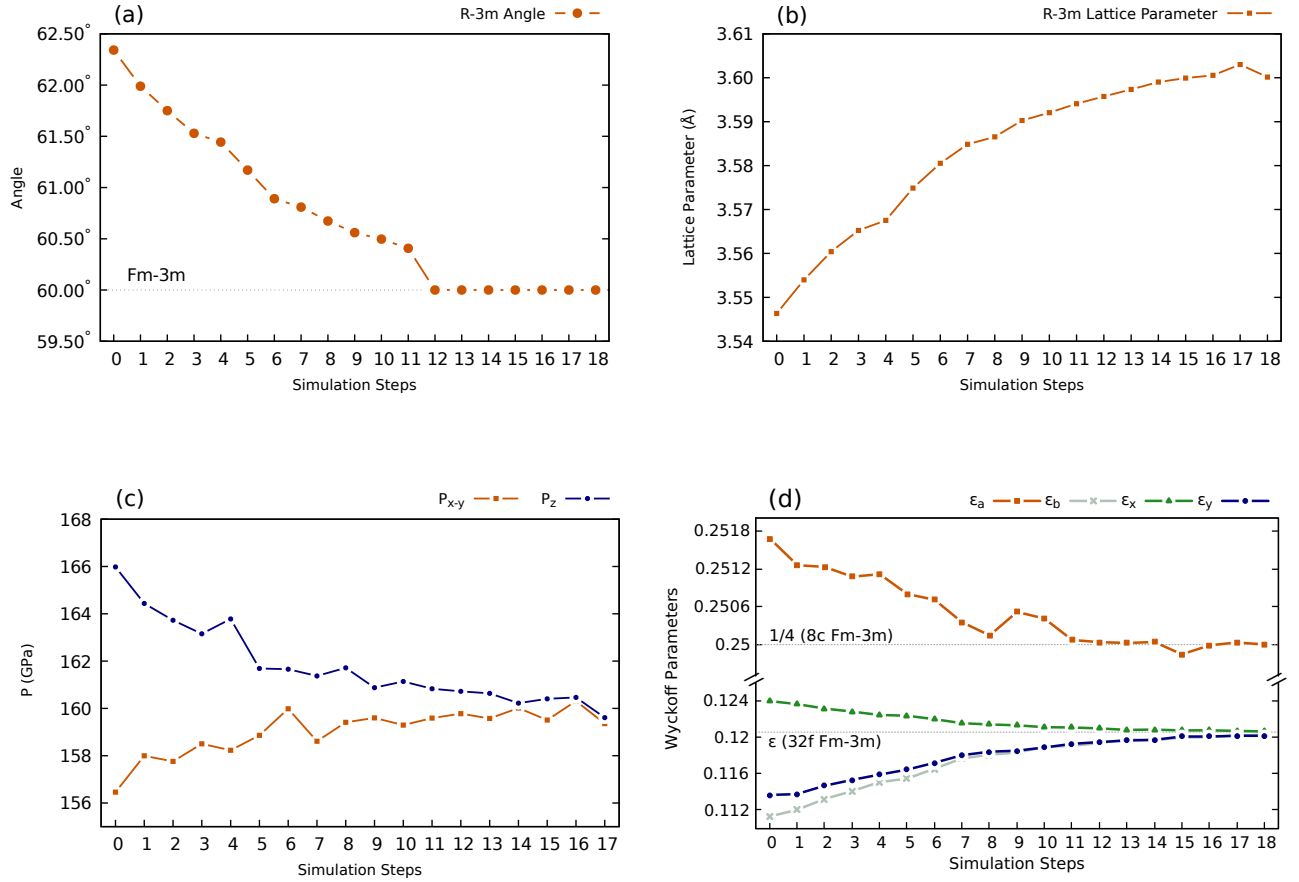 (a)
R-3m Angle
62.50°
62.00°
61.50°
61.00°
60.50°
60.00°
59.50°
Angle
Fm-3m
0 1 2 3 4 5 6 7 8 9 10 11 12 13 14 15 16 17 18
Simulation Steps
(b)
R-3m Lattice Parameter
3.61
3.60
3.59
3.58
3.57
3.56
3.55
3.54
Lattice Parameter (Å)
0 1 2 3 4 5 6 7 8 9 10 11 12 13 14 15 16 17 18
Simulation Steps
(c)
Px-y Pz
168
166
164
162
160
158
156
P (GPa)
0 1 2 3 4 5 6 7 8 9 10 11 12 13 14 15 16 17
Simulation Steps
(d)
εa εb εx εy
0.2518
0.2512
0.2506
0.25
0.124
0.120
0.116
0.112
Wyckoff Parameters
1/4 (8c Fm-3m)
ε (32f Fm-3m)
0 1 2 3 4 5 6 7 8 9 10 11 12 13 14 15 16 17 18
Simulation Steps